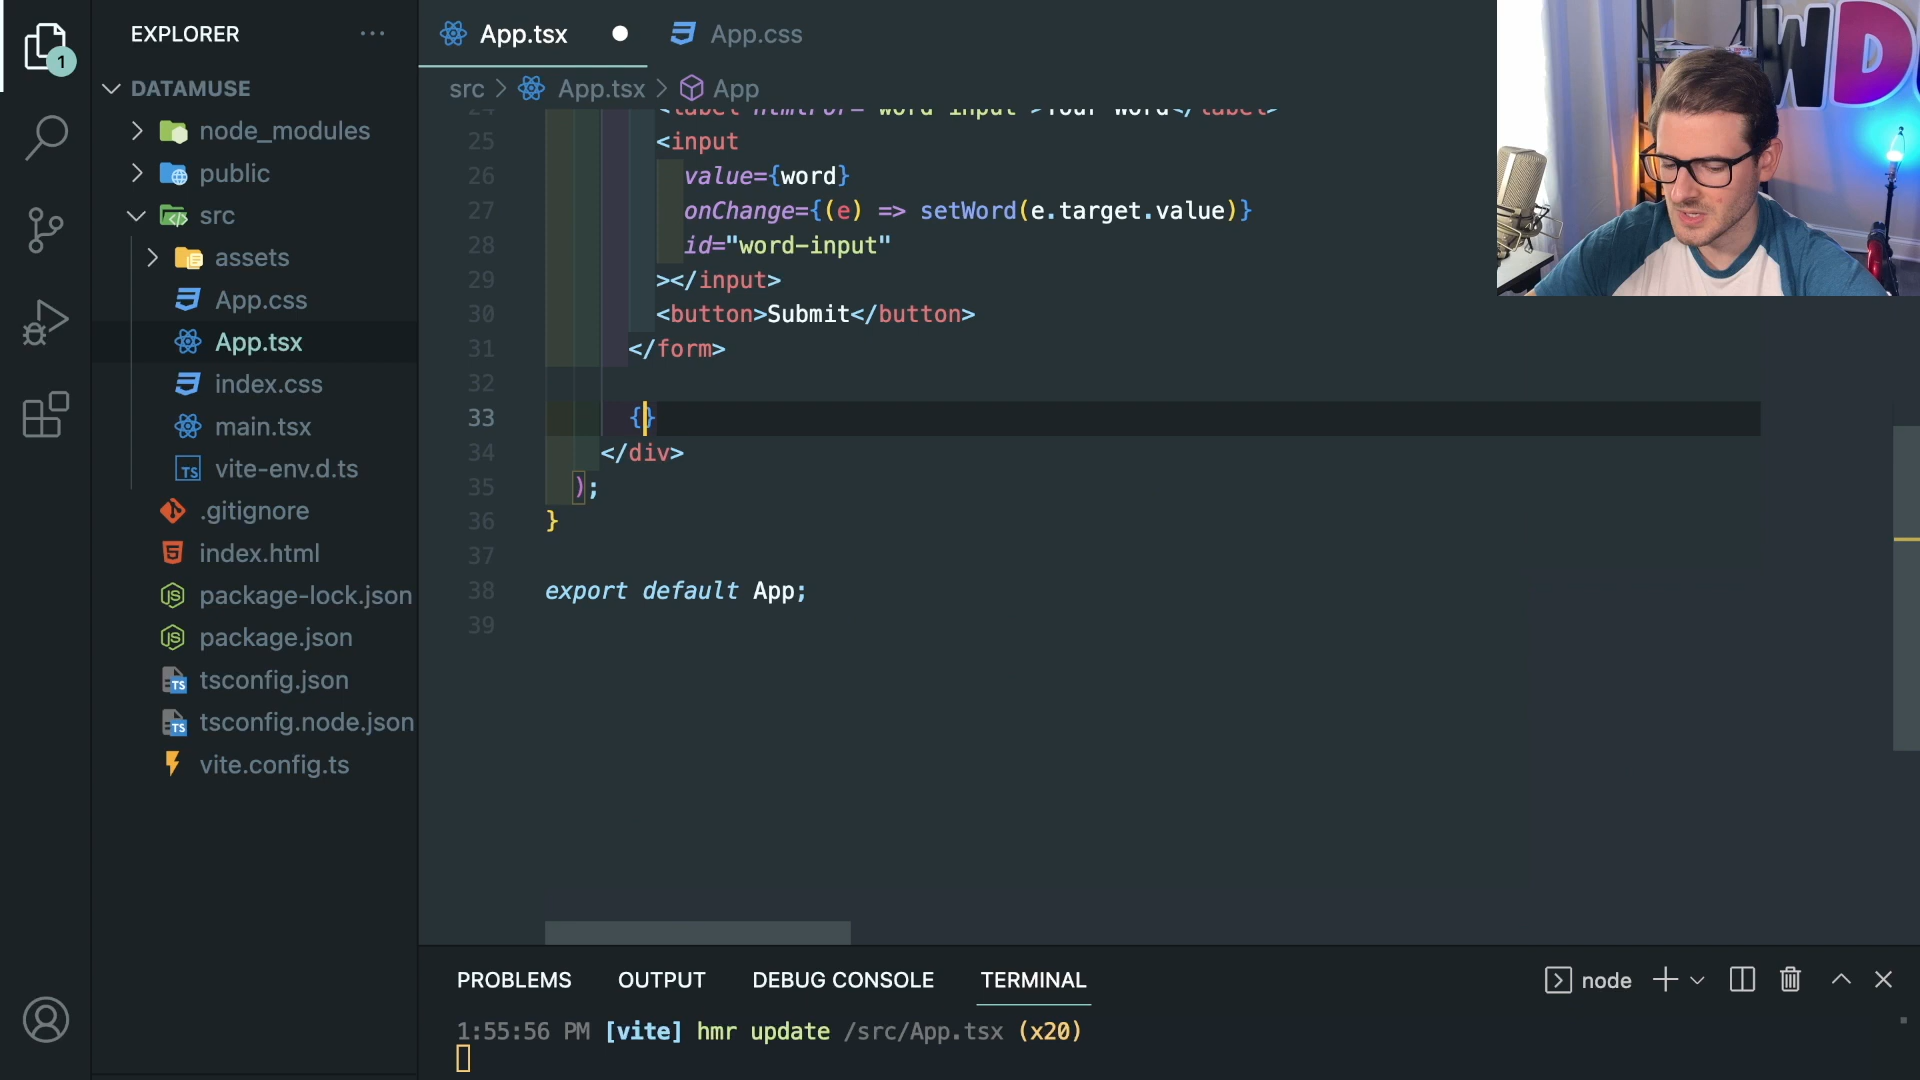 EXPLORER
App.tsx
App.css
1
DATAMUSE
src > App.tsx > App
node_modules
public
src
assets
App.css
App.tsx
index.css
main.tsx
vite-env.d.ts
.gitignore
index.html
package-lock.json
package.json
tsconfig.json
tsconfig.node.json
vite.config.ts
25 <input
26 value={word}
27 onChange={(e) => setWord(e.target.value)}
28 id="word-input"
29 ></input>
30 <button>Submit</button>
31 </form>
32
33 {}
34 </div>
35 );
36 }
37
38 export default App;
39
PROBLEMS OUTPUT DEBUG CONSOLE TERMINAL
node
1:55:56 PM [vite] hmr update /src/App.tsx (x20)